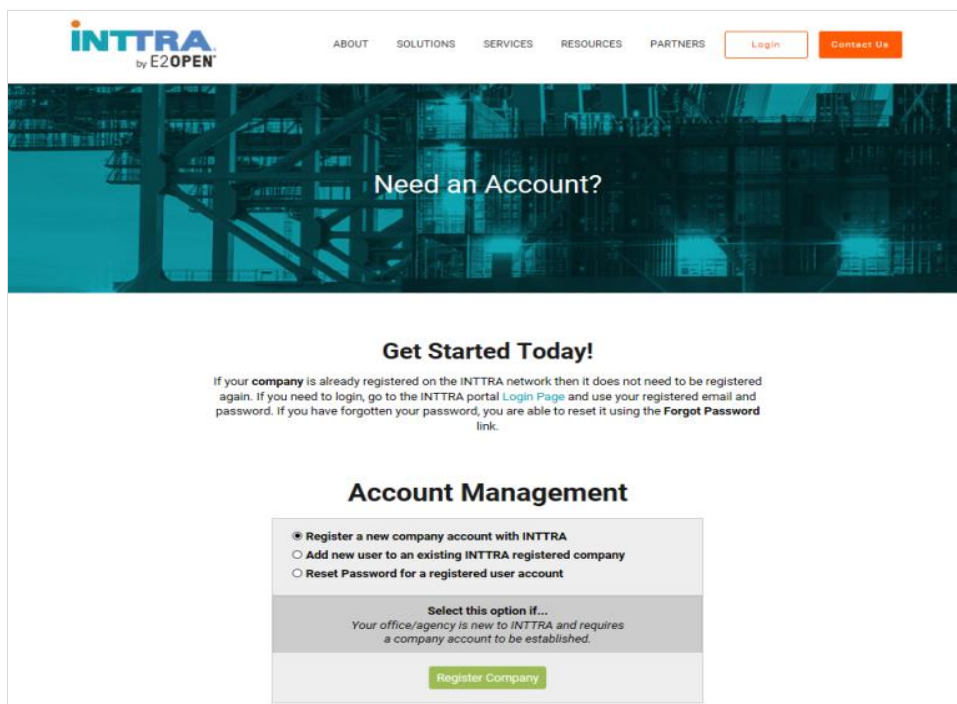 INTTRA
by E2OPEN
ABOUT SOLUTIONS SERVICES RESOURCES PARTNERS Login Contact Us
Need an Account?
Get Started Today!
If your company is already registered on the INTTRA network then it does not need to be registered
again. If you need to login, go to the INTTRA portal Login Page and use your registered email and
password. If you have forgotten your password, you are able to reset it using the Forgot Password
link.
Account Management
Register a new company account with INTTRA
Add new user to an existing INTTRA registered company
Reset Password for a registered user account
Select this option if...
Your office/agency is new to INTTRA and requires
a company account to be established.
Register Company